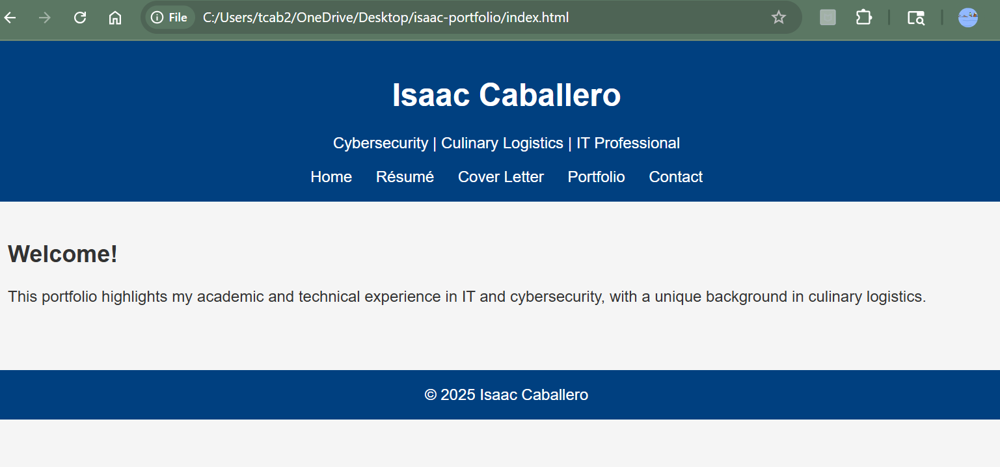 File C:/Users/tcab2/OneDrive/Desktop/isaac-portfolio/index.html
Isaac Caballero
Cybersecurity | Culinary Logistics | IT Professional
Home Résumé Cover Letter Portfolio Contact
Welcome!
This portfolio highlights my academic and technical experience in IT and cybersecurity, with a unique background in culinary logistics.
© 2025 Isaac Caballero